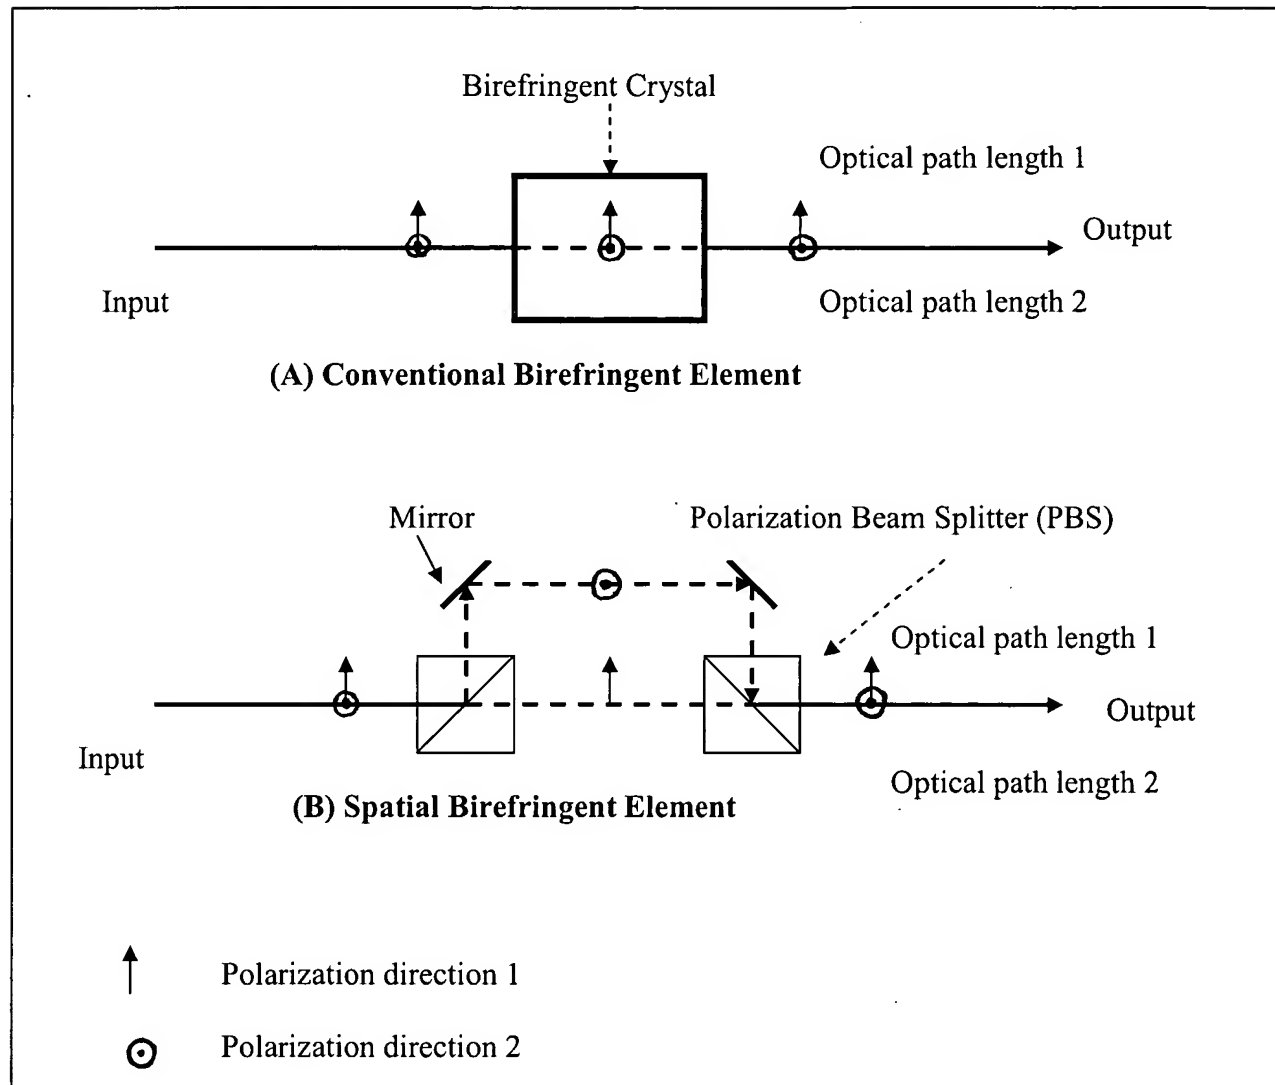 Birefringent Crystal
Optical path length 1
Output
Input
Optical path length 2
(A) Conventional Birefringent Element
Mirror
Polarization Beam Splitter (PBS)
Optical path length 1
Output
Input
Optical path length 2
(B) Spatial Birefringent Element
Polarization direction 1
Polarization direction 2